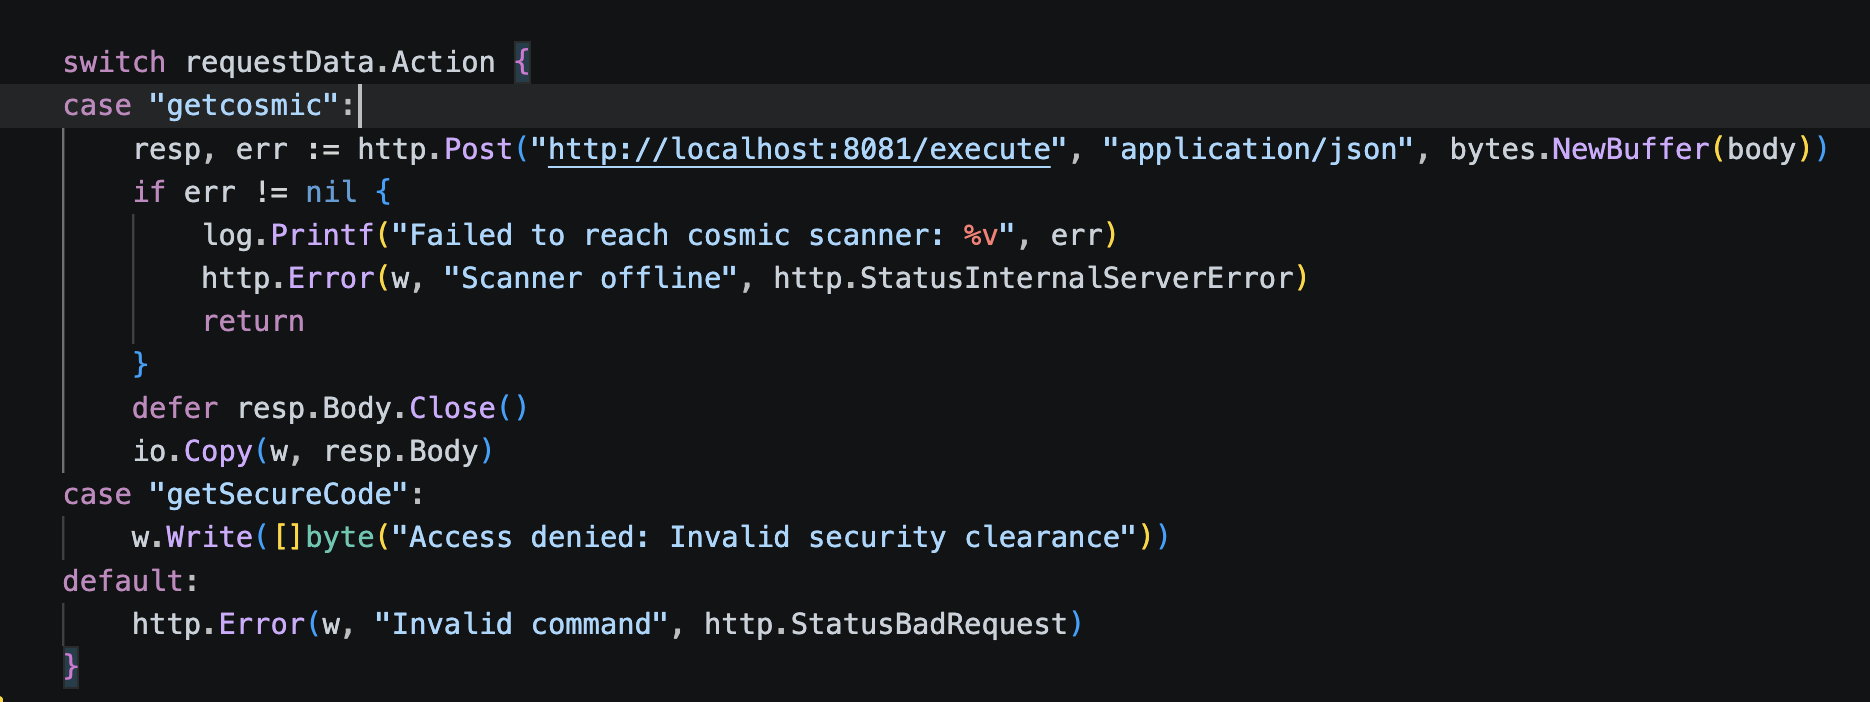 switch requestData.Action {
case "getcosmic":
    resp, err := http.Post("http://localhost:8081/execute", "application/json", bytes.NewBuffer(body))
    if err != nil {
        log.Printf("Failed to reach cosmic scanner: %v", err)
        http.Error(w, "Scanner offline", http.StatusInternalServerError)
        return
    }
    defer resp.Body.Close()
    io.Copy(w, resp.Body)
case "getSecureCode":
    w.Write([]byte("Access denied: Invalid security clearance"))
default:
    http.Error(w, "Invalid command", http.StatusBadRequest)
}